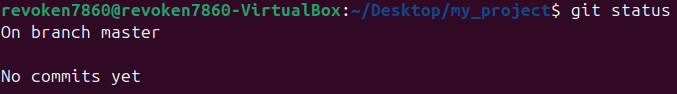 revoken7860@revoken7860-VirtualBox:~/Desktop/my_project$ git status
On branch master
No commits yet